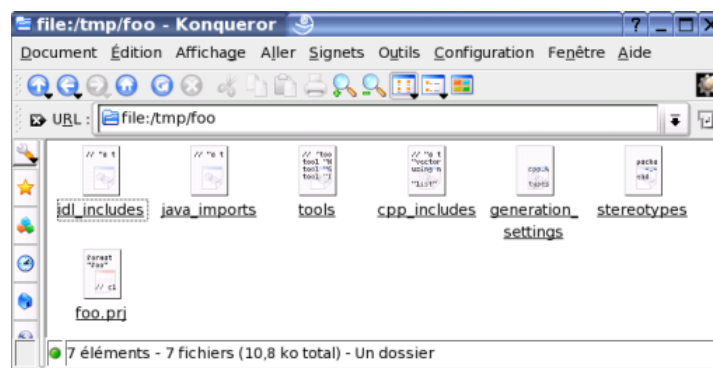 file:/tmp/foo - Konqueror
Document Édition Affichage Aller Signets Outils Configuration Fenêtre Aide
URL : file:/tmp/foo
idl_includes java_imports tools cpp_includes generation_ stereotypes
settings
foo.prj
7 éléments - 7 fichiers (10,8 ko total) - Un dossier